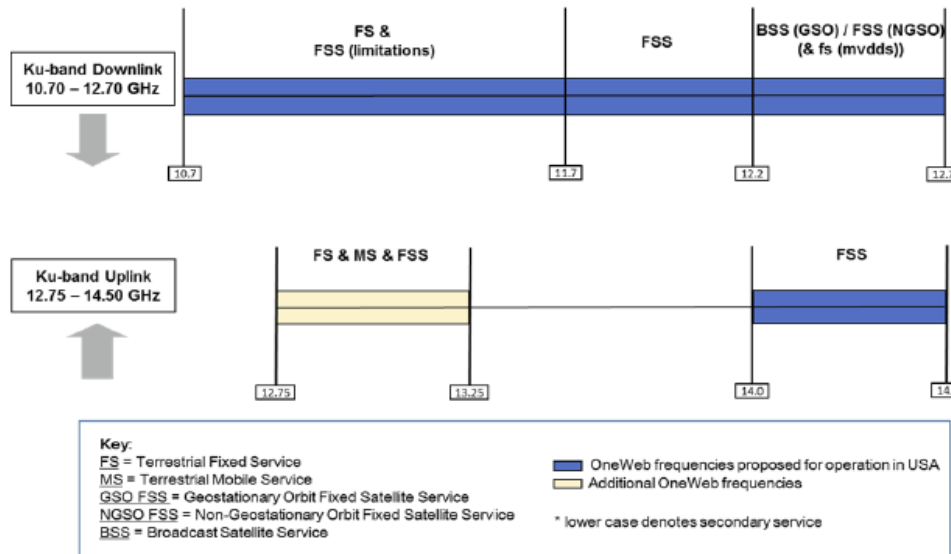 FS &
FSS (limitations)
FSS
BSS (GSO) / FSS (NGSO)
(& fs (mvdds))
Ku-band Downlink
10.70 – 12.70 GHz
10.7
11.7
12.2
FS & MS & FSS
FSS
Ku-band Uplink
12.75 – 14.50 GHz
12.75
13.25
14.0
Key:
FS = Terrestrial Fixed Service
MS = Terrestrial Mobile Service
GSO FSS = Geostationary Orbit Fixed Satellite Service
NGSO FSS = Non-Geostationary Orbit Fixed Satellite Service
BSS = Broadcast Satellite Service
OneWeb frequencies proposed for operation in USA
Additional OneWeb frequencies
* lower case denotes secondary service